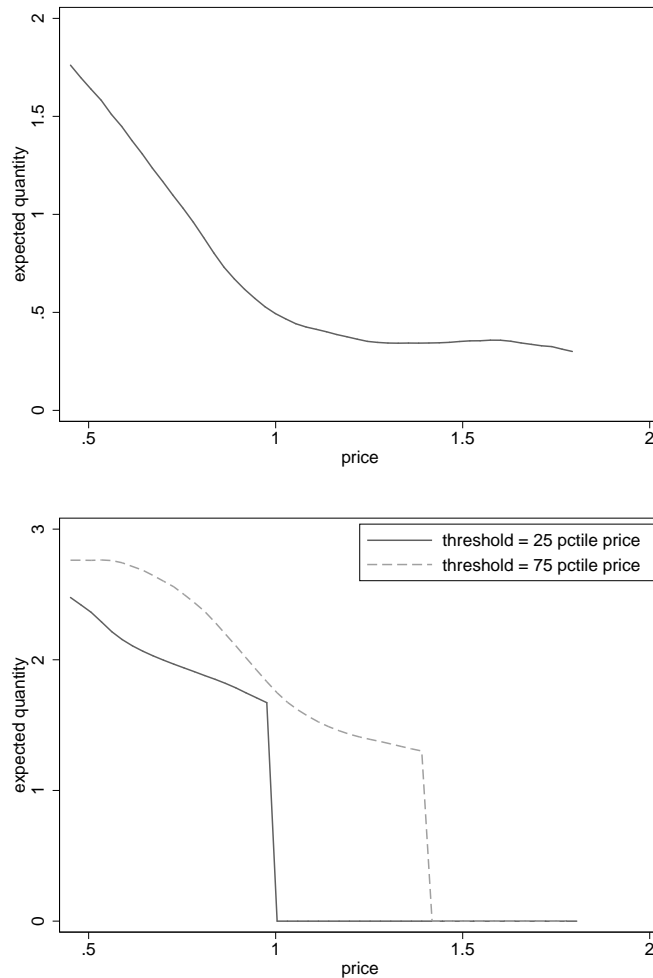 2
1.5
expected quantity
1
.5
0
.5 1 1.5 2
price
3
threshold = 25 pctile price
threshold = 75 pctile price
2
expected quantity
1
0
.5 1 1.5 2
price